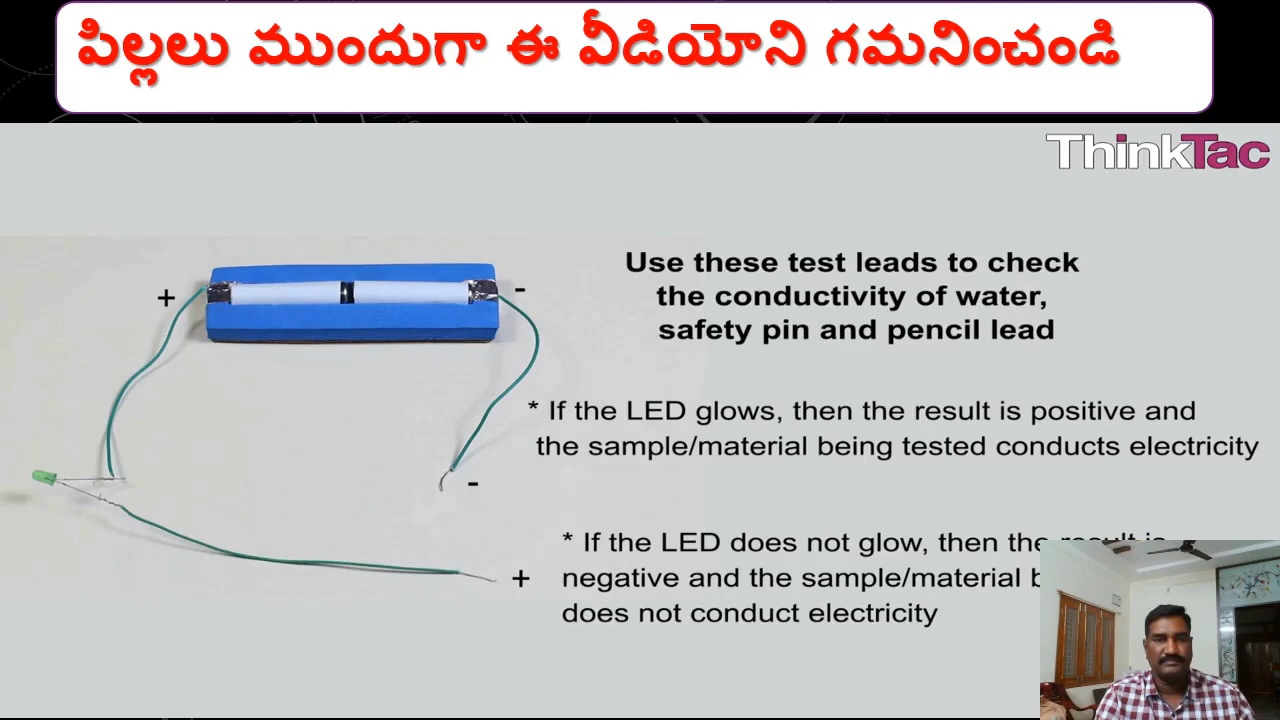 పిల్లలు ముందుగా ఈ వీడియోని గమనించండి
ThinkTac
+
-
Use these test leads to check
the conductivity of water,
safety pin and pencil lead
* If the LED glows, then the result is positive and
the sample/material being tested conducts electricity
-
* If the LED does not glow, then the result is
+
negative and the sample/material
does not conduct electricity